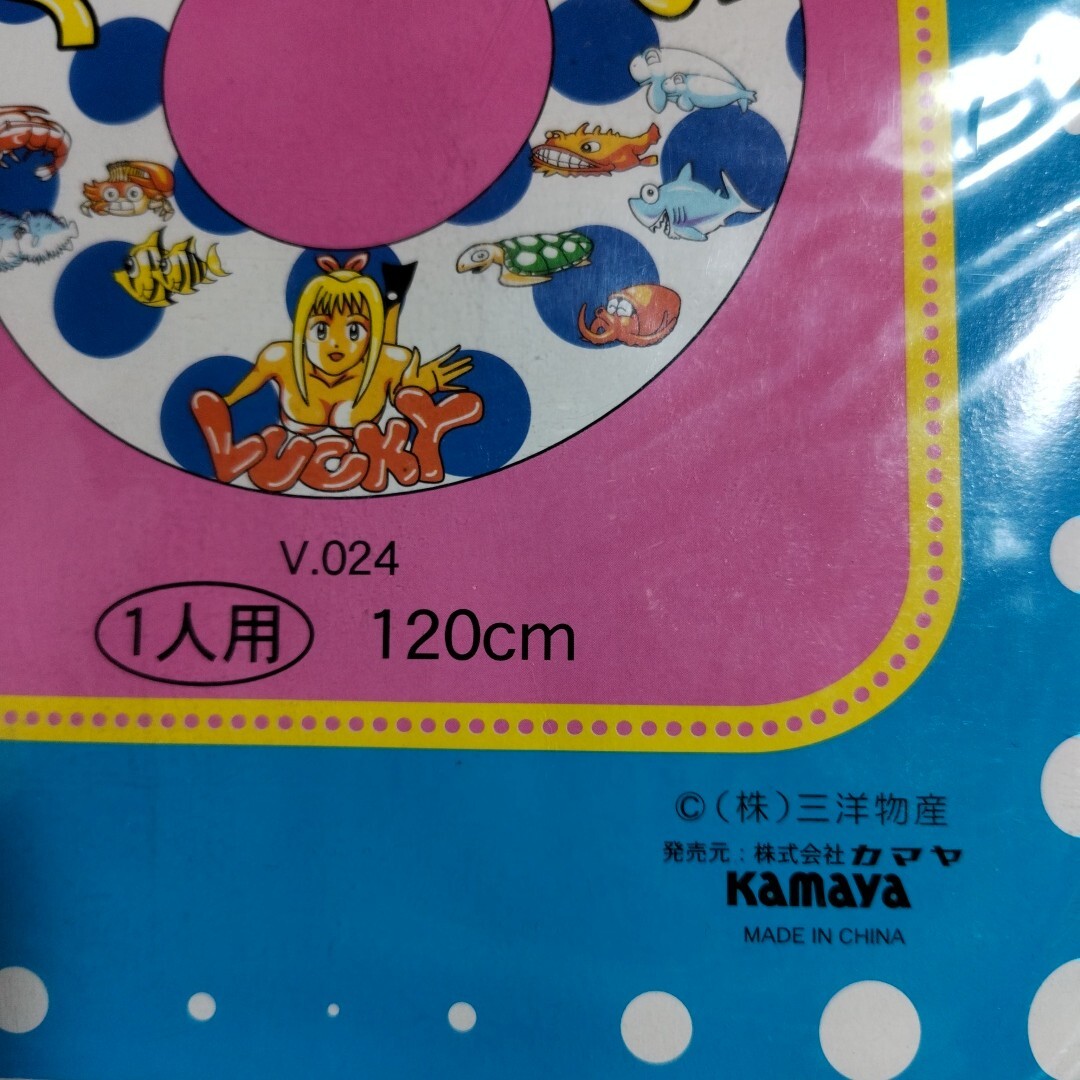 LUCKY
V.024
1人用 120cm
©(株)三洋物産
発売元:株式会社カマヤ
Kamaya
MADE IN CHINA